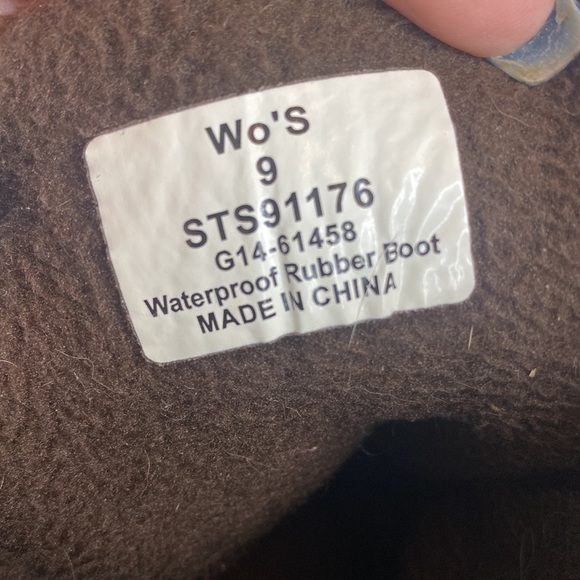 Wo'S
9
STS91176
G14-61458
Waterproof Rubber Boot
MADE IN CHINA